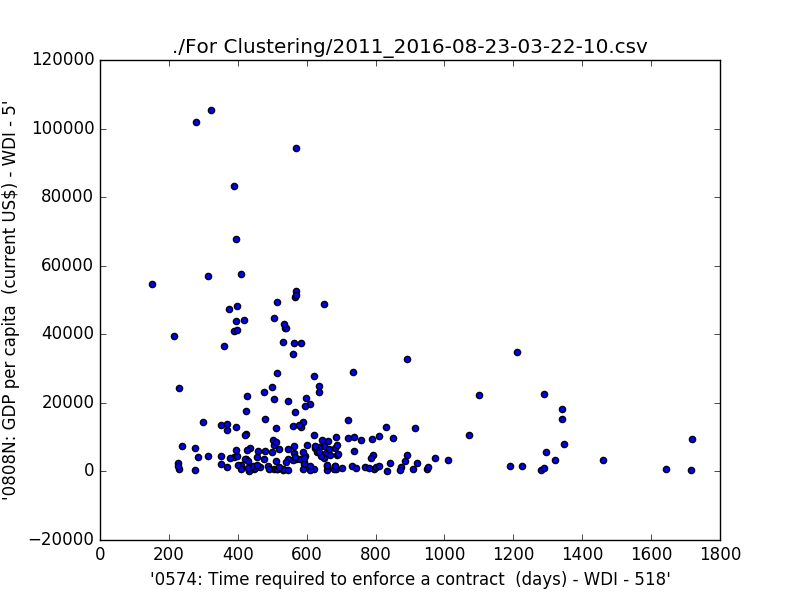 ./For Clustering/2011_2016-08-23-03-22-10.csv
120000
100000
80000
60000
40000
20000
0
−20000
0 200 400 600 800 1000 1200 1400 1600 1800
'0574: Time required to enforce a contract  (days) - WDI - 518'
'0808N: GDP per capita  (current US$) - WDI - 5'